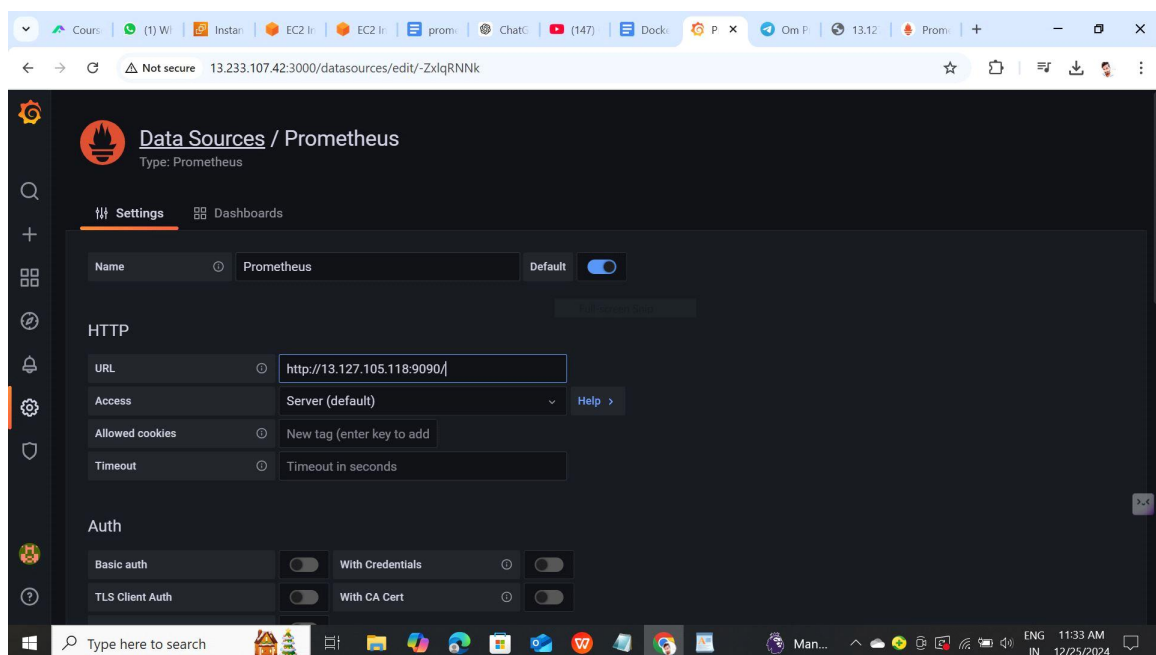 Cours (1) W Instan EC2 In EC2 In prom ChatG (147) Docke P Om P 13.12 Prom
Not secure 13.233.107.42:3000/datasources/edit/-ZxlqRNNk
Data Sources / Prometheus
Type: Prometheus
Settings Dashboards
Name Prometheus Default
HTTP
URL http://13.127.105.118:9090/
Access Server (default) Help >
Allowed cookies New tag (enter key to add
Timeout Timeout in seconds
Auth
Basic auth With Credentials
TLS Client Auth With CA Cert
Type here to search Man... ENG 11:33 AM
IN 12/25/2024